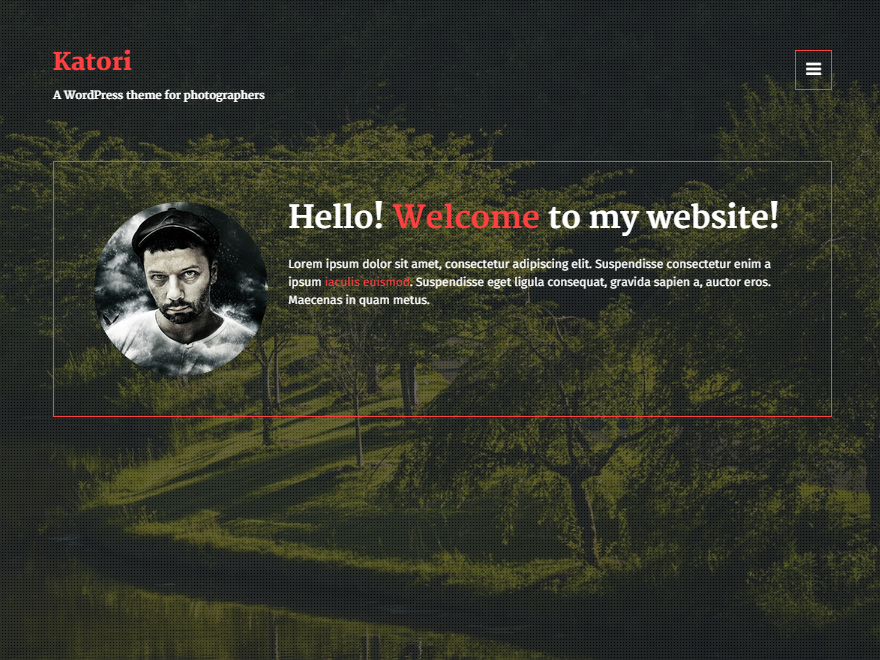 Katori
A WordPress theme for photographers
Hello! Welcome to my website!
Lorem ipsum dolor sit amet, consectetur adipiscing elit. Suspendisse consectetur enim a
ipsum iaculis euismod. Suspendisse eget ligula consequat, gravida sapien a, auctor eros.
Maecenas in quam metus.